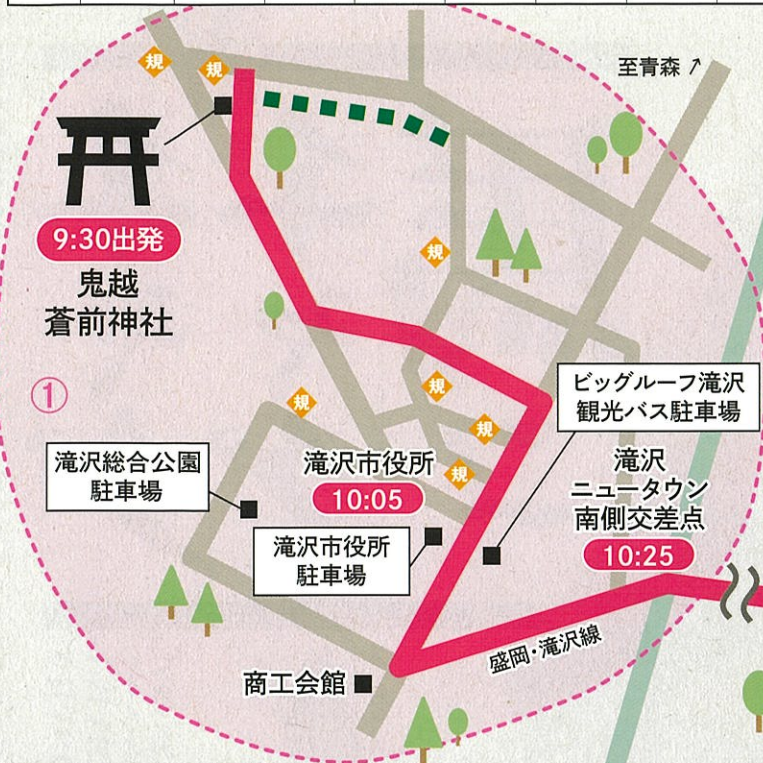 規
規
至青森↗
9:30出発
鬼越
蒼前神社
規
①
規
規
規
規
ビッグルーフ滝沢
観光バス駐車場
滝沢総合公園
駐車場
滝沢市役所
10:05
滝沢市役所
駐車場
滝沢
ニュータウン
南側交差点
10:25
盛岡・滝沢線
商工会館